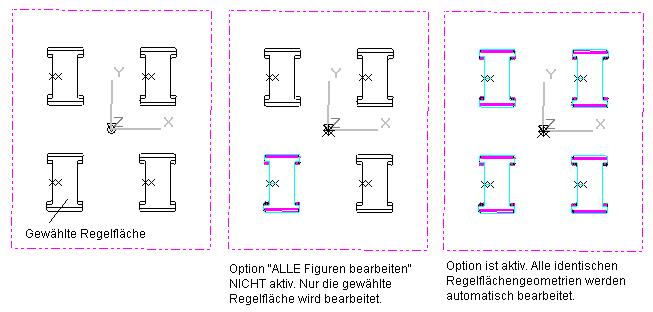 Y
Z
X
Gewählte Regelfläche
Y
Z
X
Option "ALLE Figuren bearbeiten"
NICHT aktiv. Nur die gewählte
Regelfläche wird bearbeitet.
Y
Z
X
Option ist aktiv. Alle identischen
Regelflächengeometrien werden
automatisch bearbeitet.